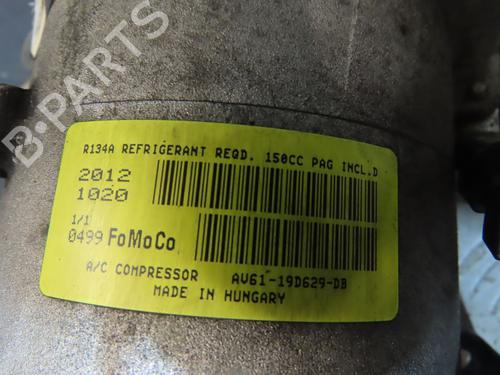 B-PARTS
R134A REFRIGERANT REQD. 150CC PAG INCL.D
2012
1020
1/1
0499 FoMoCo
A/C COMPRESSOR AV61-19D629-DB
MADE IN HUNGARY